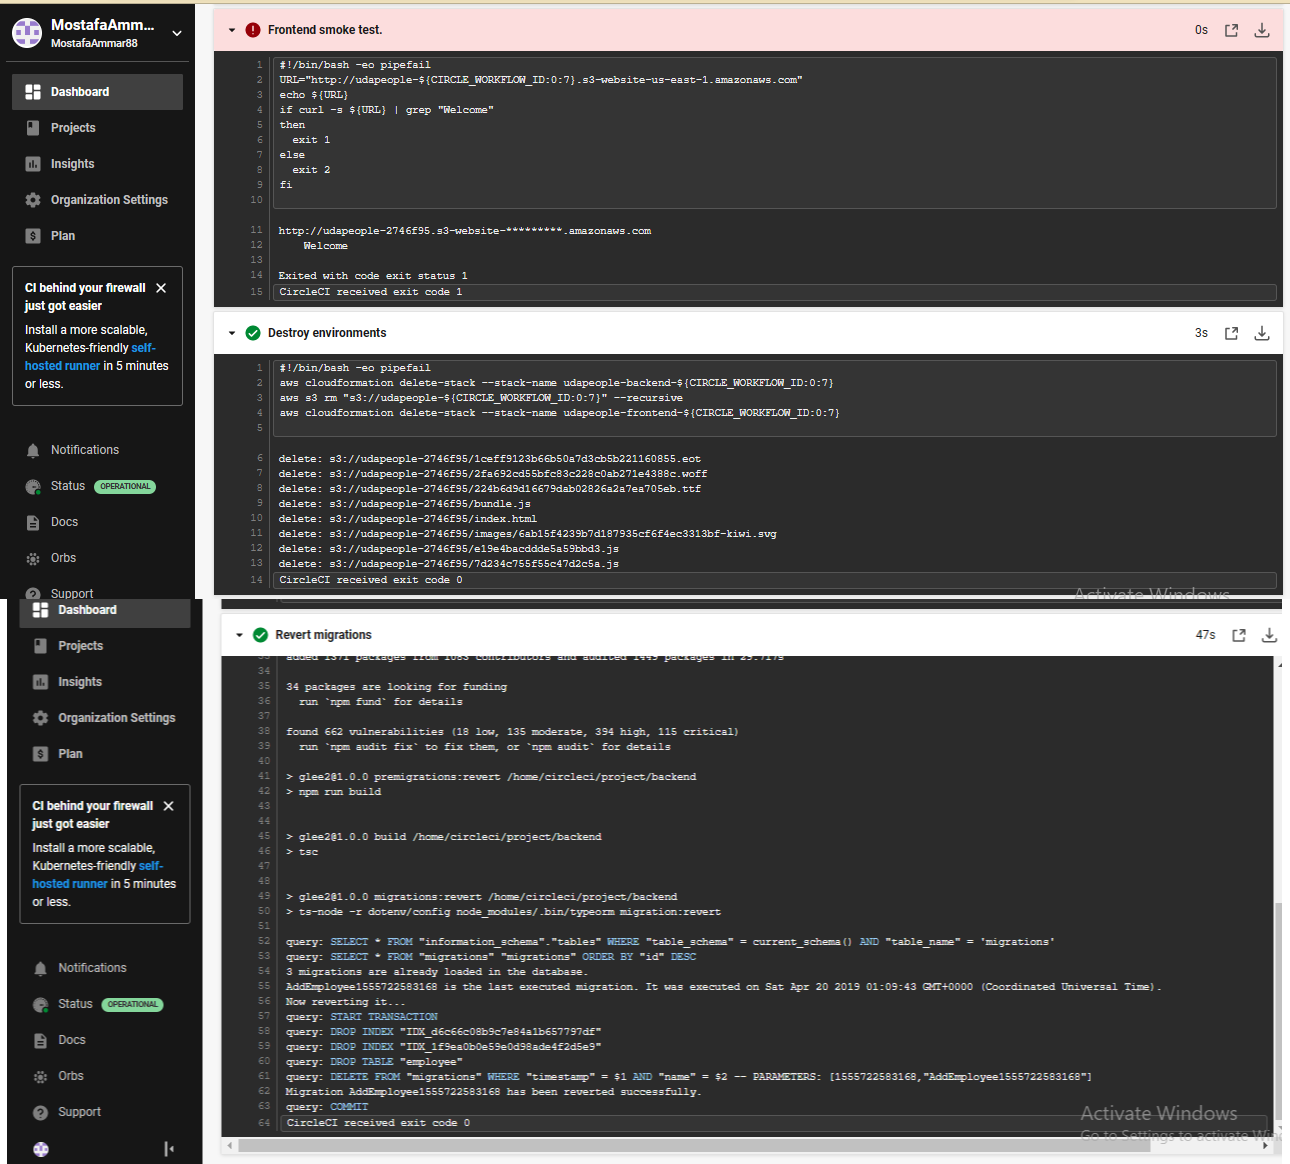 MostafaAmm...
MostafaAmmar88
Dashboard
Projects
Insights
Organization Settings
Plan
CI behind your firewall
just got easier
Install a more scalable,
Kubernetes-friendly self-
hosted runner in 5 minutes
or less.
Notifications
Status OPERATIONAL
Docs
Orbs
Support
Frontend smoke test. 0s
1 #!/bin/bash -eo pipefail
2 URL="http://udapeople-${CIRCLE_WORKFLOW_ID:0:7}.s3-website-us-east-1.amazonaws.com"
3 echo ${URL}
4 if curl -s ${URL} | grep "Welcome"
5 then
6 exit 1
7 else
8 exit 2
9 fi
10
11 http://udapeople-2746f95.s3-website-*********.amazonaws.com
12 Welcome
13
14 Exited with code exit status 1
15 CircleCI received exit code 1
Destroy environments 3s
1 #!/bin/bash -eo pipefail
2 aws cloudformation delete-stack --stack-name udapeople-backend-${CIRCLE_WORKFLOW_ID:0:7}
3 aws s3 rm "s3://udapeople-${CIRCLE_WORKFLOW_ID:0:7}" --recursive
4 aws cloudformation delete-stack --stack-name udapeople-frontend-${CIRCLE_WORKFLOW_ID:0:7}
5
6 delete: s3://udapeople-2746f95/1ceff9123b66b50a7d3cb5b221160855.eot
7 delete: s3://udapeople-2746f95/2fa692cd55bfc83c228c0ab271e4388c.woff
8 delete: s3://udapeople-2746f95/224b6d9d16679dab02826a2a7ea705eb.ttf
9 delete: s3://udapeople-2746f95/bundle.js
10 delete: s3://udapeople-2746f95/index.html
11 delete: s3://udapeople-2746f95/images/6ab15f4239b7d187935cf6f4ec3313bf-kiwi.svg
12 delete: s3://udapeople-2746f95/e19e4bacddde5a59bbd3.js
13 delete: s3://udapeople-2746f95/7d234c755f55c47d2c5a.js
14 CircleCI received exit code 0
Activate Windows
Dashboard
Projects
Insights
Organization Settings
Plan
CI behind your firewall
just got easier
Install a more scalable,
Kubernetes-friendly self-
hosted runner in 5 minutes
or less.
Notifications
Status OPERATIONAL
Docs
Orbs
Support
Revert migrations 47s
33 added 1371 packages from 1083 contributors and audited 1449 packages in 29.717s
34
35 34 packages are looking for funding
36 run `npm fund` for details
37
38 found 662 vulnerabilities (18 low, 135 moderate, 394 high, 115 critical)
39 run `npm audit fix` to fix them, or `npm audit` for details
40
41 > glee2@1.0.0 premigrations:revert /home/circleci/project/backend
42 > npm run build
43
44
45 > glee2@1.0.0 build /home/circleci/project/backend
46 > tsc
47
48
49 > glee2@1.0.0 migrations:revert /home/circleci/project/backend
50 > ts-node -r dotenv/config node_modules/.bin/typeorm migration:revert
51
52 query: SELECT * FROM "information_schema"."tables" WHERE "table_schema" = current_schema() AND "table_name" = 'migrations'
53 query: SELECT * FROM "migrations" "migrations" ORDER BY "id" DESC
54 3 migrations are already loaded in the database.
55 AddEmployee1555722583168 is the last executed migration. It was executed on Sat Apr 20 2019 01:09:43 GMT+0000 (Coordinated Universal Time).
56 Now reverting it...
57 query: START TRANSACTION
58 query: DROP INDEX "IDX_d6c66c08b9c7e84a1b657797df"
59 query: DROP INDEX "IDX_1f9ea0b0e59e0d98ade4f2d5e9"
60 query: DROP TABLE "employee"
61 query: DELETE FROM "migrations" WHERE "timestamp" = $1 AND "name" = $2 -- PARAMETERS: [1555722583168,"AddEmployee1555722583168"]
62 Migration AddEmployee1555722583168 has been reverted successfully.
63 query: COMMIT
64 CircleCI received exit code 0
Activate Windows
Go to Settings to activate Win